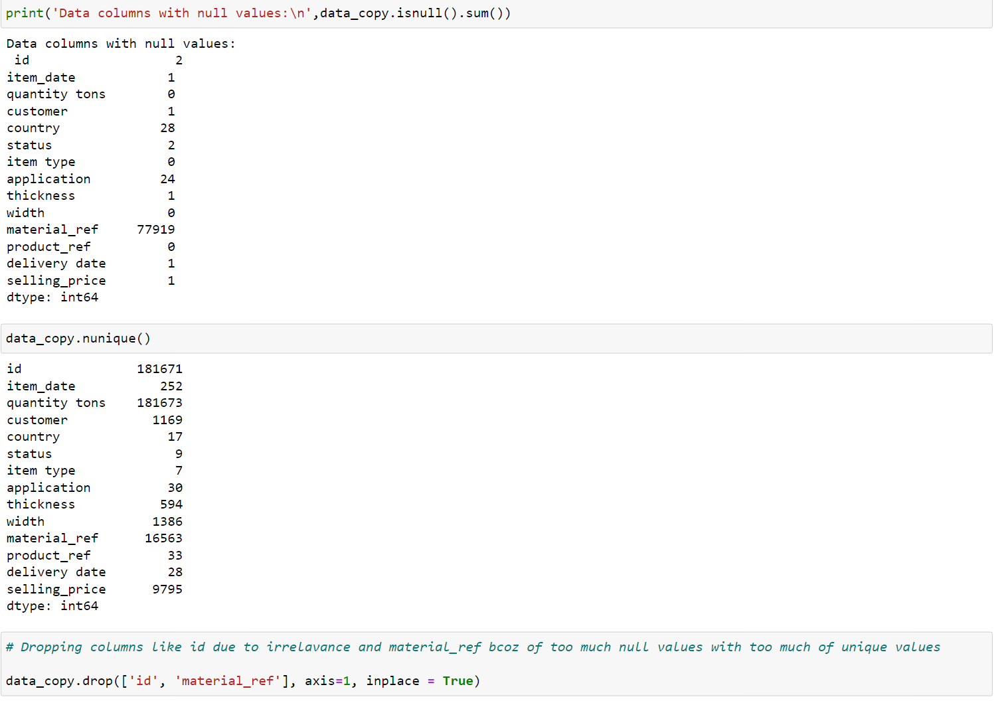 print('Data columns with null values:\n',data_copy.isnull().sum())
Data columns with null values:
 id                   2
item_date            1
quantity tons        0
customer             1
country             28
status               2
item type            0
application         24
thickness            1
width                0
material_ref     77919
product_ref          0
delivery date        1
selling_price        1
dtype: int64
data_copy.nunique()
id               181671
item_date           252
quantity tons    181673
customer           1169
country              17
status                9
item type             7
application          30
thickness           594
width              1386
material_ref      16563
product_ref          33
delivery date        28
selling_price      9795
dtype: int64
# Dropping columns like id due to irrelavance and material_ref bcoz of too much null values with too much of unique values
data_copy.drop(['id', 'material_ref'], axis=1, inplace = True)